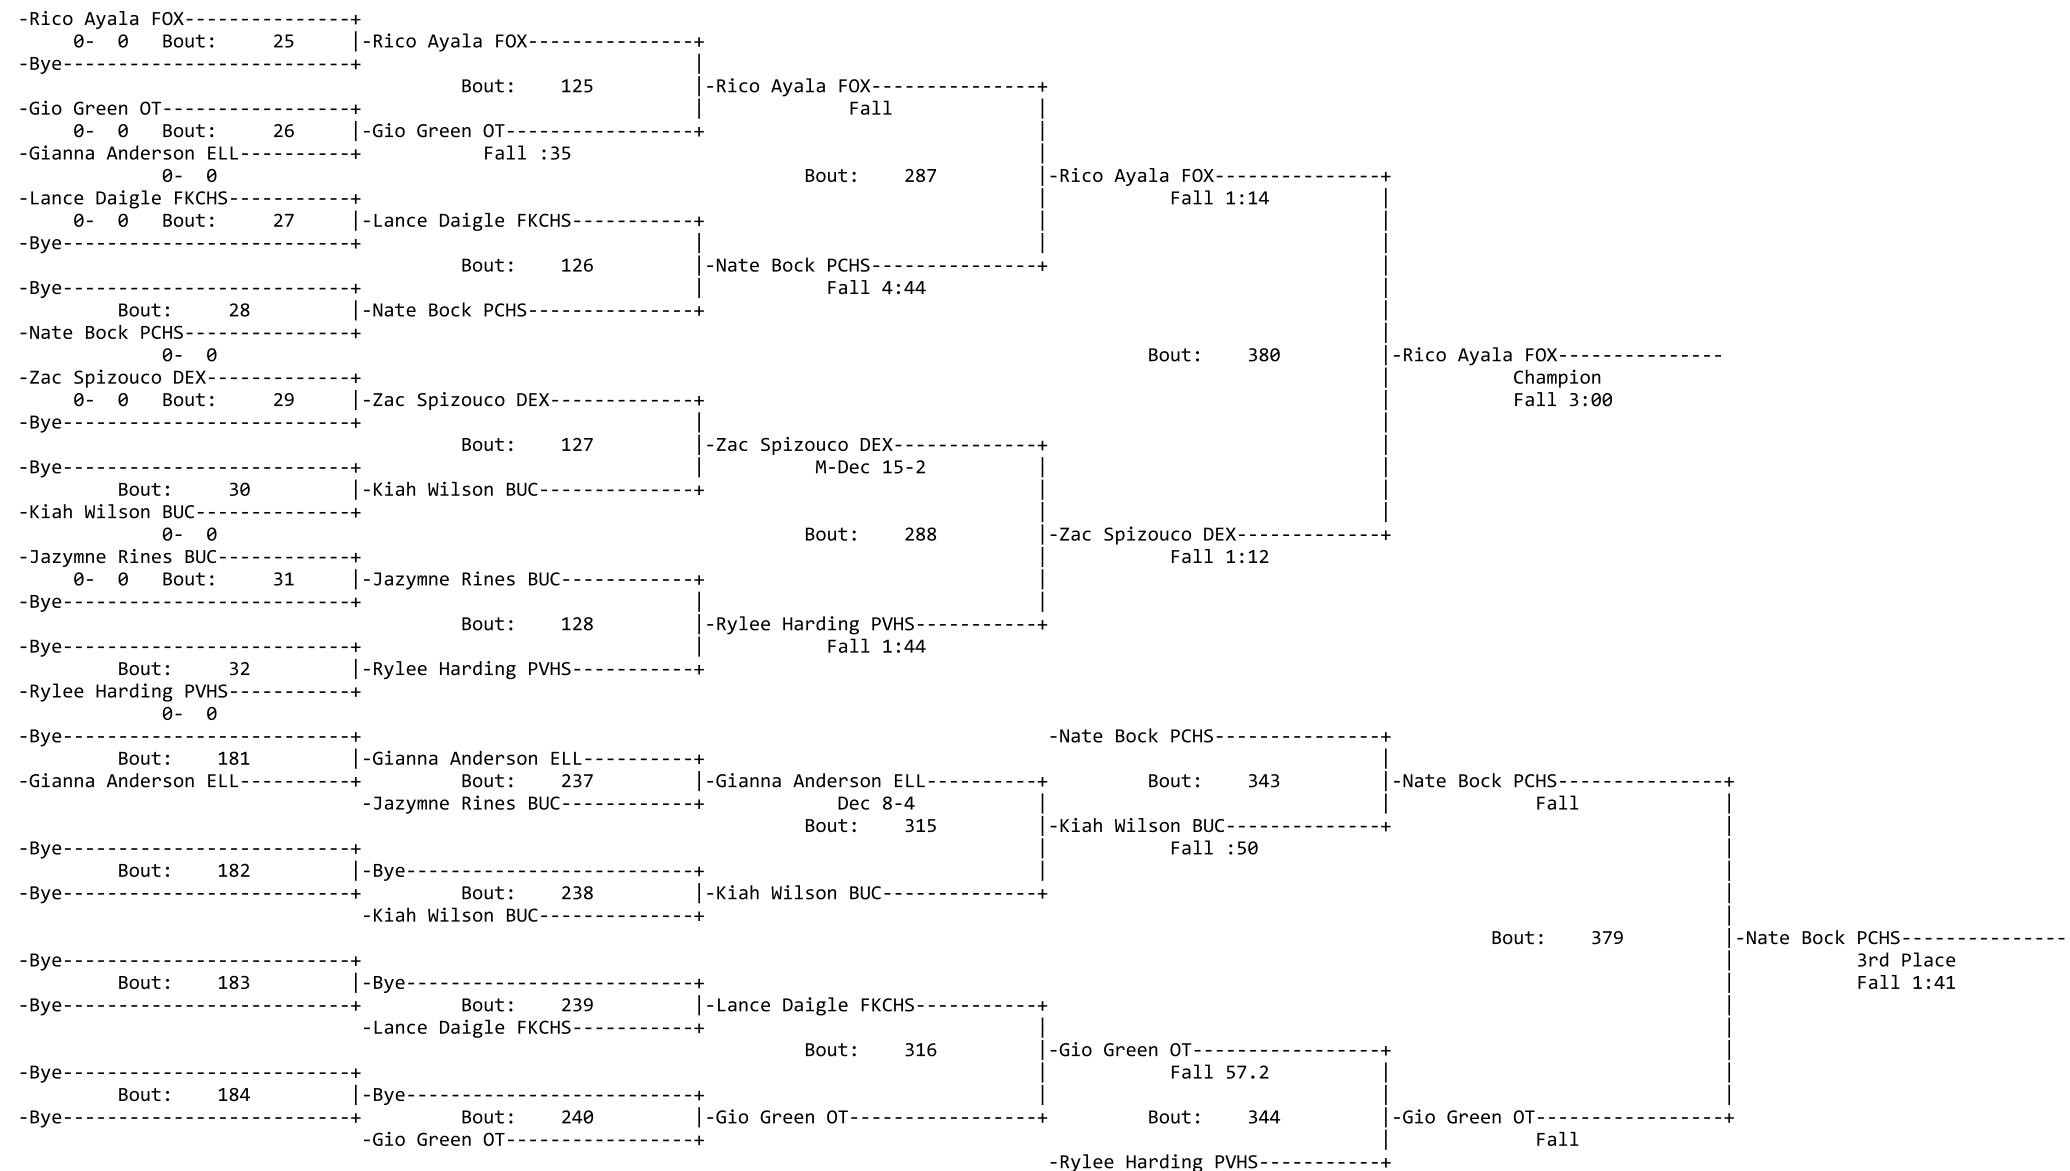 -Rico Ayala FOX---------------+
0-  0   Bout:     25     |-Rico Ayala FOX---------------+
-Bye--------------------------+                              |
Bout:    125         |-Rico Ayala FOX---------------+
-Gio Green OT-----------------+                              |             Fall             |
0-  0   Bout:     26     |-Gio Green OT-----------------+                              |
-Gianna Anderson ELL----------+           Fall :35                                          |
0-  0                                                     Bout:    287         |-Rico Ayala FOX---------------+
-Lance Daigle FKCHS-----------+                                                             |           Fall 1:14          |
0-  0   Bout:     27     |-Lance Daigle FKCHS-----------+                              |                              |
-Bye--------------------------+                              |                              |                              |
Bout:    126         |-Nate Bock PCHS---------------+                              |
-Bye--------------------------+                              |           Fall 4:44                                         |
Bout:     28         |-Nate Bock PCHS---------------+                                                             |
-Nate Bock PCHS---------------+                                                                                            |
0-  0                                                                                    Bout:    380         |-Rico Ayala FOX---------------
-Zac Spizouco DEX-------------+                                                                                            |           Champion
0-  0   Bout:     29     |-Zac Spizouco DEX-------------+                                                             |           Fall 3:00
-Bye--------------------------+                              |                                                             |
Bout:    127         |-Zac Spizouco DEX-------------+                              |
-Bye--------------------------+                              |          M-Dec 15-2          |                              |
Bout:     30         |-Kiah Wilson BUC--------------+                              |                              |
-Kiah Wilson BUC--------------+                                                             |                              |
0-  0                                                     Bout:    288         |-Zac Spizouco DEX-------------+
-Jazymne Rines BUC------------+                                                             |           Fall 1:12
0-  0   Bout:     31     |-Jazymne Rines BUC------------+                              |
-Bye--------------------------+                              |                              |
Bout:    128         |-Rylee Harding PVHS-----------+
-Bye--------------------------+                              |           Fall 1:44
Bout:     32         |-Rylee Harding PVHS-----------+
-Rylee Harding PVHS-----------+
0-  0
-Bye--------------------------+                                                              -Nate Bock PCHS---------------+
Bout:    181         |-Gianna Anderson ELL----------+                                                             |
-Gianna Anderson ELL----------+         Bout:    237         |-Gianna Anderson ELL----------+         Bout:    343         |-Nate Bock PCHS---------------+
-Jazymne Rines BUC------------+            Dec 8-4           |                              |             Fall             |
Bout:    315         |-Kiah Wilson BUC--------------+                              |
-Bye--------------------------+                                                             |           Fall :50                                          |
Bout:    182         |-Bye--------------------------+                              |                                                             |
-Bye--------------------------+         Bout:    238         |-Kiah Wilson BUC--------------+                                                             |
-Kiah Wilson BUC--------------+                                                                                            |
Bout:    379         |-Nate Bock PCHS---------------
-Bye--------------------------+                                                                                                                           |           3rd Place
Bout:    183         |-Bye--------------------------+                                                                                            |           Fall 1:41
-Bye--------------------------+         Bout:    239         |-Lance Daigle FKCHS-----------+                                                             |
-Lance Daigle FKCHS-----------+                              |                                                             |
Bout:    316         |-Gio Green OT-----------------+                              |
-Bye--------------------------+                                                             |           Fall 57.2          |                              |
Bout:    184         |-Bye--------------------------+                              |                              |                              |
-Bye--------------------------+         Bout:    240         |-Gio Green OT-----------------+         Bout:    344         |-Gio Green OT-----------------+
-Gio Green OT-----------------+                                                             |             Fall
-Rylee Harding PVHS-----------+